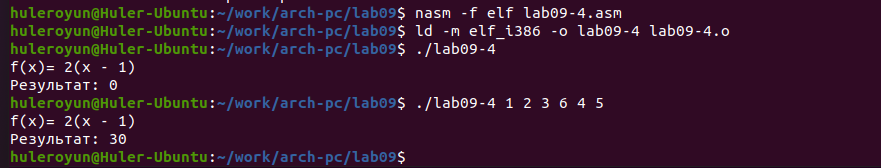 huleroyun@Huler-Ubuntu:~/work/arch-pc/lab09$ nasm -f elf lab09-4.asm
huleroyun@Huler-Ubuntu:~/work/arch-pc/lab09$ ld -m elf_i386 -o lab09-4 lab09-4.o
huleroyun@Huler-Ubuntu:~/work/arch-pc/lab09$ ./lab09-4
f(x)= 2(x - 1)
Результат: 0
huleroyun@Huler-Ubuntu:~/work/arch-pc/lab09$ ./lab09-4 1 2 3 6 4 5
f(x)= 2(x - 1)
Результат: 30
huleroyun@Huler-Ubuntu:~/work/arch-pc/lab09$